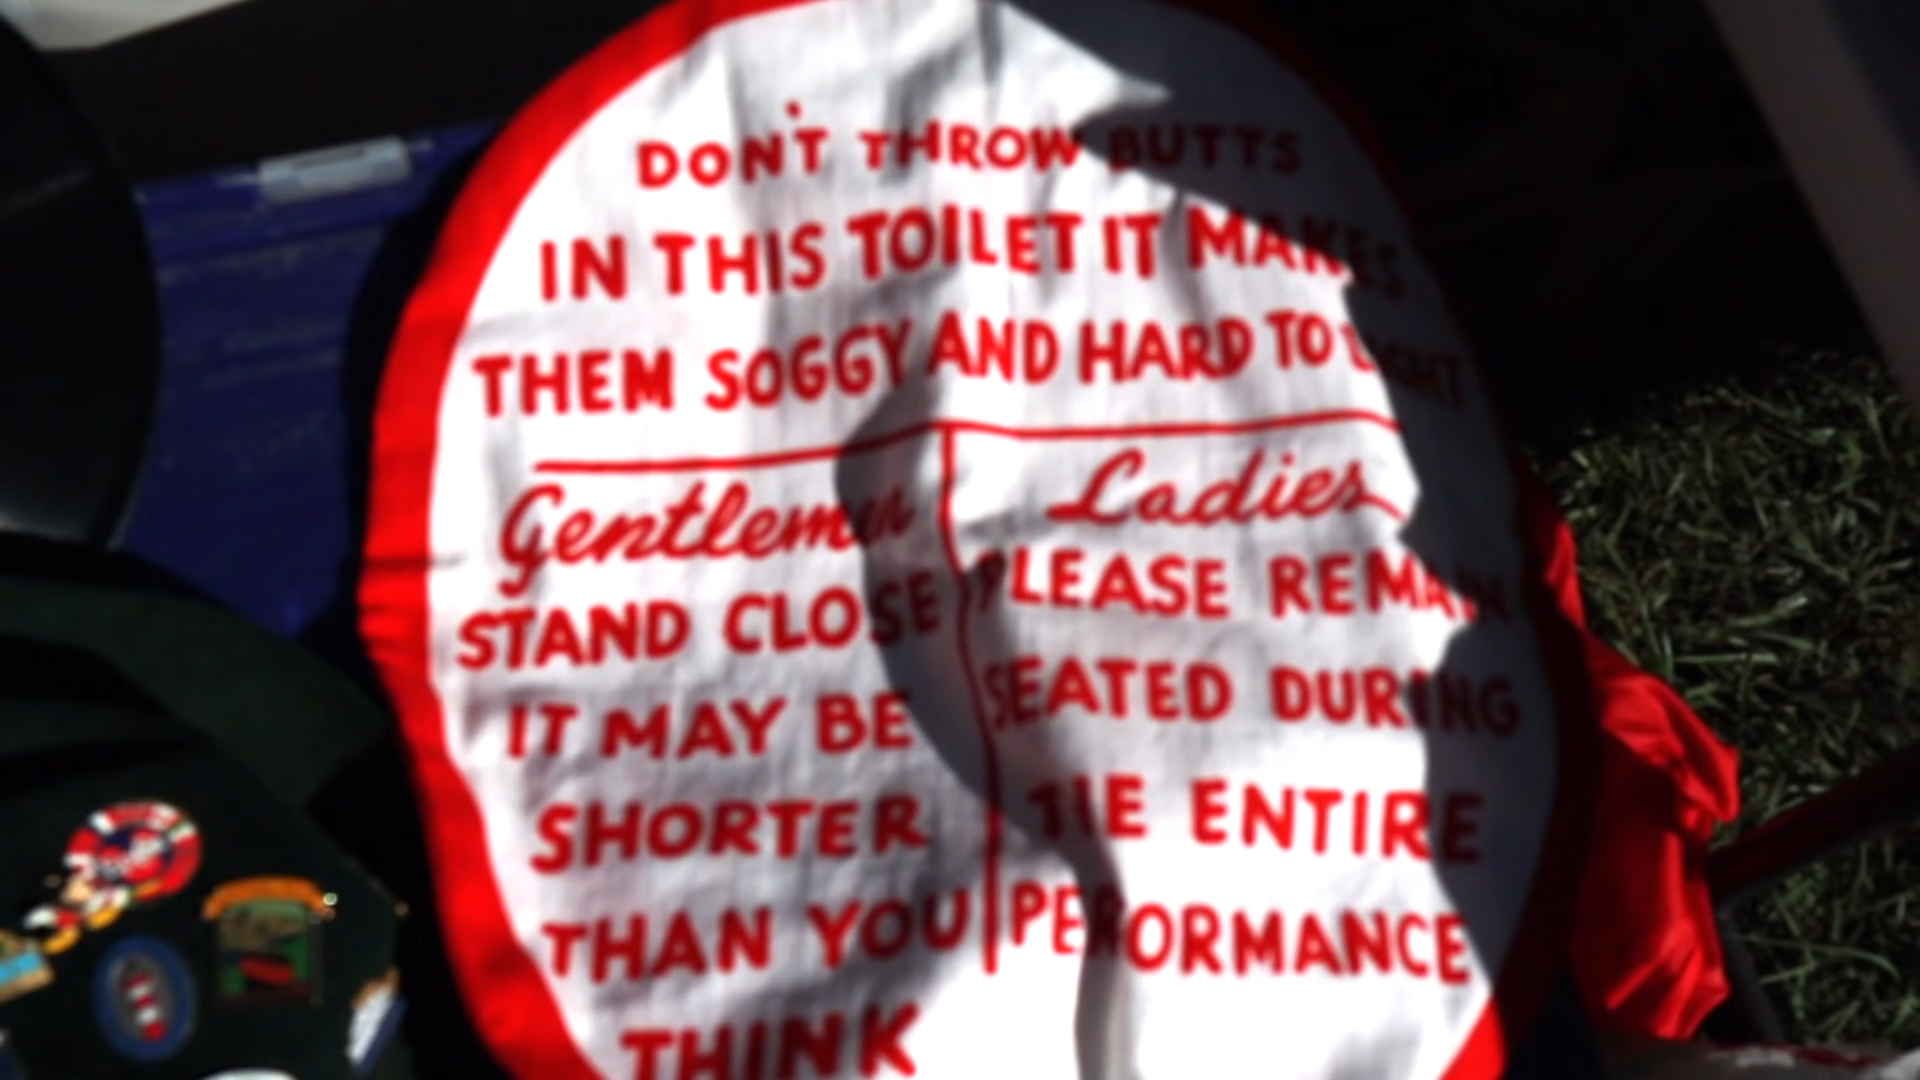 DON'T THROW BUTTS
IN THIS TOILET IT MAKES
THEM SOGGY AND HARD TO LIGHT
Gentlemen
STAND CLOSE
IT MAY BE
SHORTER
THAN YOU
THINK
Ladies
PLEASE REMAIN
SEATED DURING
THE ENTIRE
PERFORMANCE